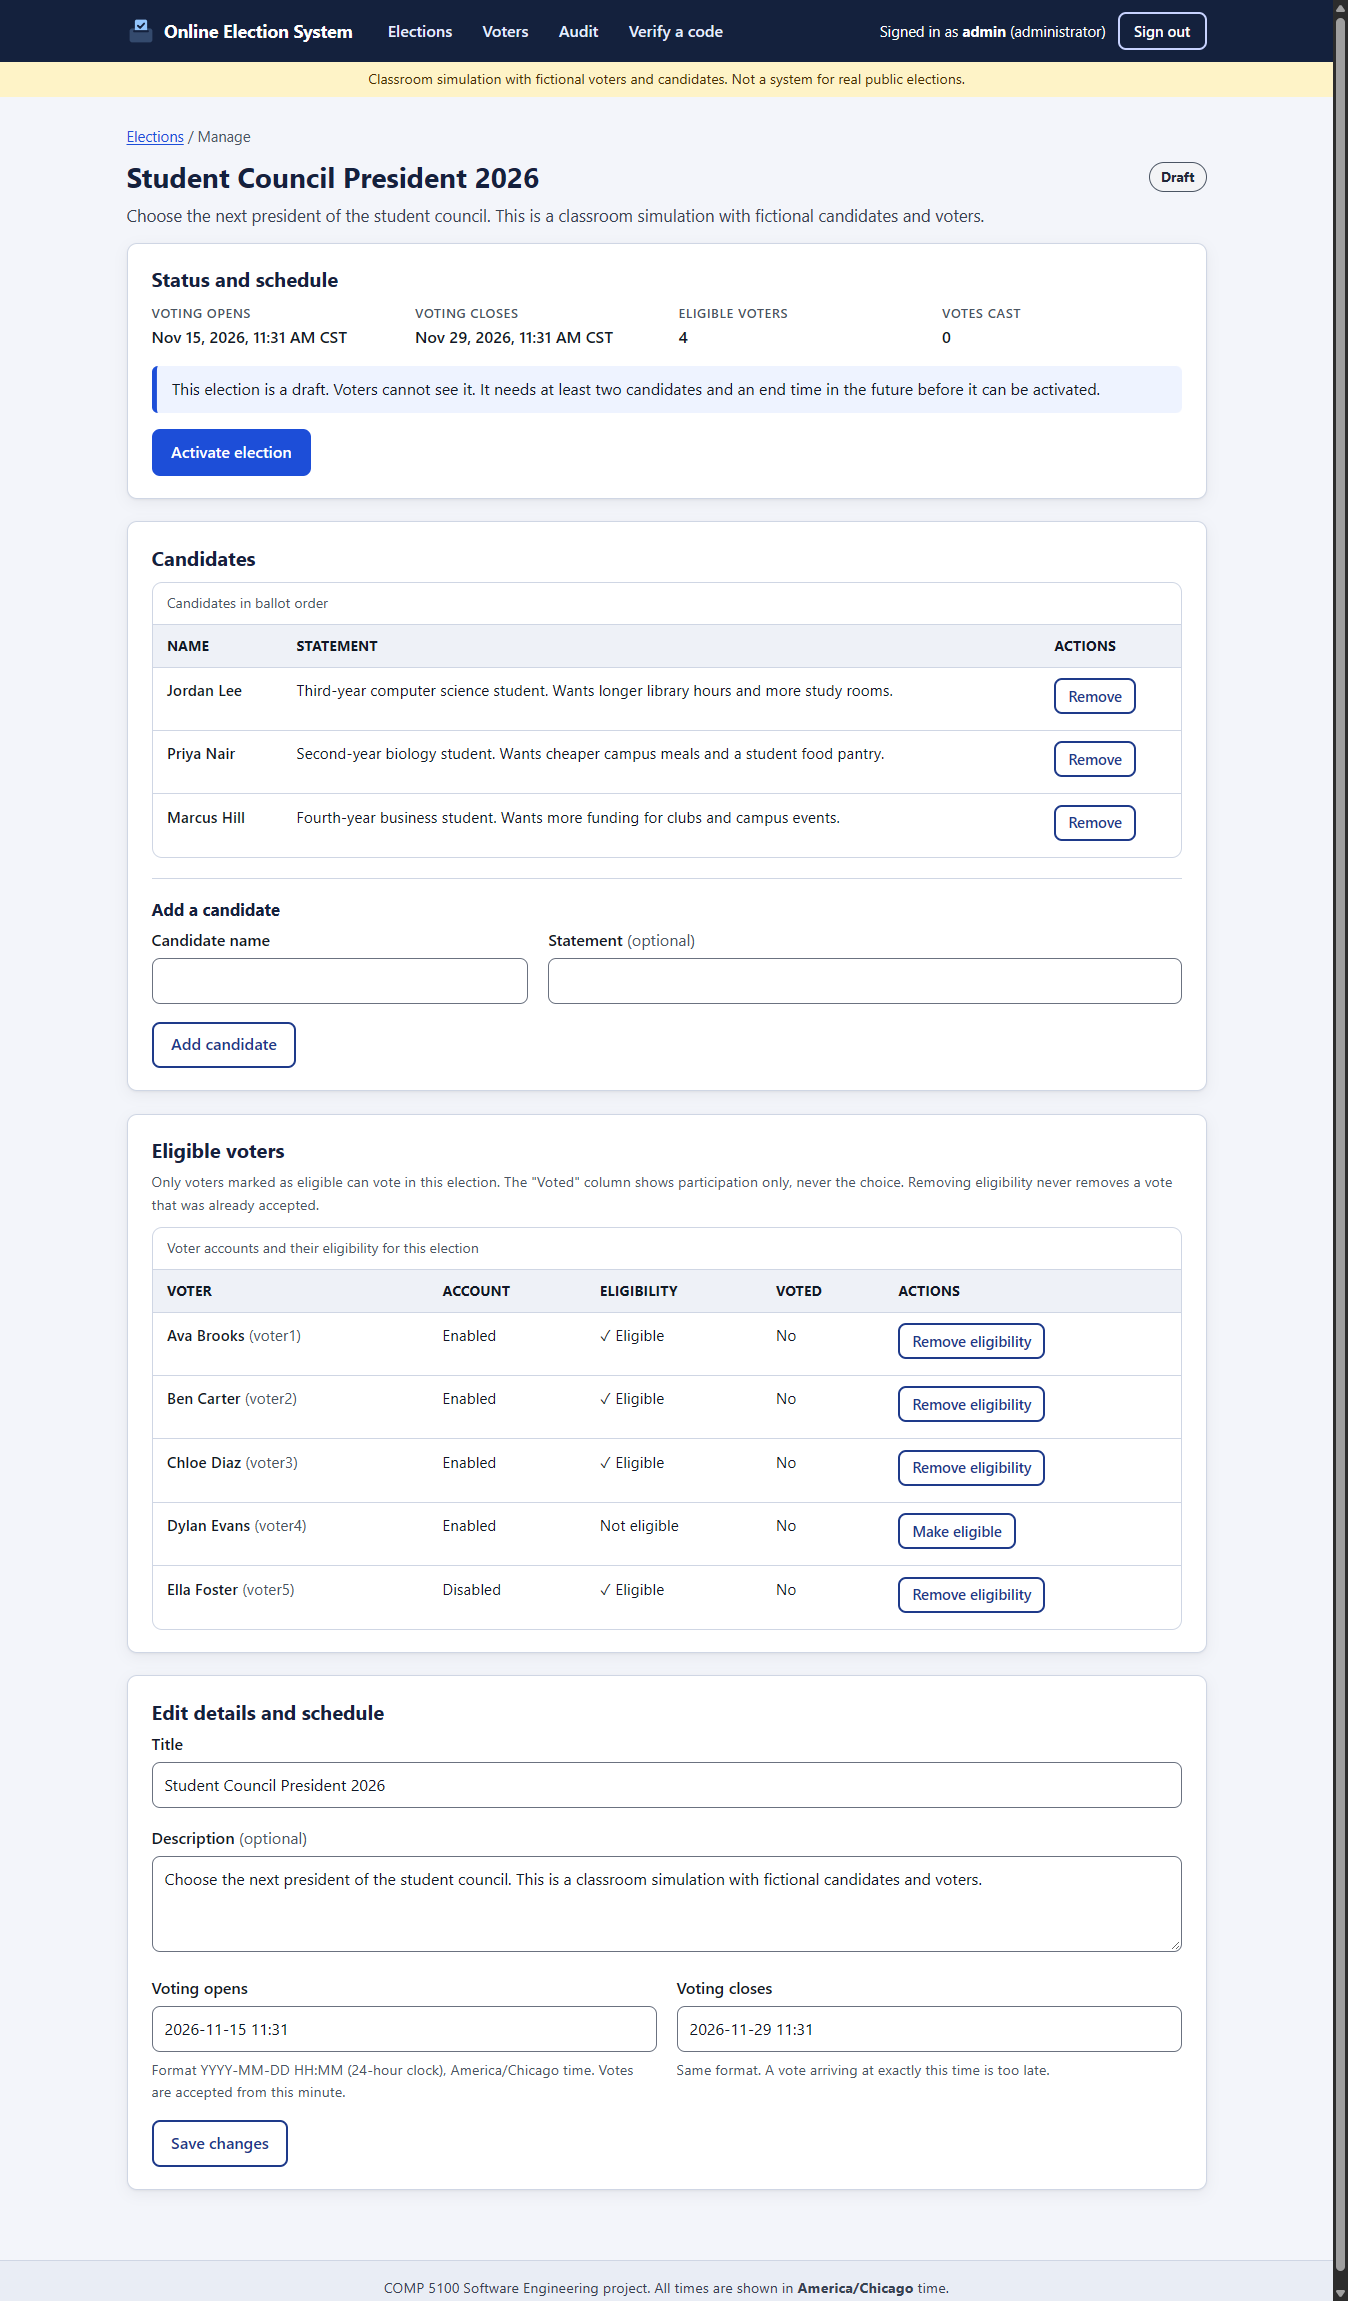 Online Election System
Elections
Voters
Audit
Verify a code
Signed in as admin (administrator)
Sign out
Classroom simulation with fictional voters and candidates. Not a system for real public elections.
Elections / Manage
Student Council President 2026
Draft
Choose the next president of the student council. This is a classroom simulation with fictional candidates and voters.
Status and schedule
VOTING OPENS
Nov 15, 2026, 11:31 AM CST
VOTING CLOSES
Nov 29, 2026, 11:31 AM CST
ELIGIBLE VOTERS
4
VOTES CAST
0
This election is a draft. Voters cannot see it. It needs at least two candidates and an end time in the future before it can be activated.
Activate election
Candidates
Candidates in ballot order
NAME STATEMENT ACTIONS
Jordan Lee Third-year computer science student. Wants longer library hours and more study rooms. Remove
Priya Nair Second-year biology student. Wants cheaper campus meals and a student food pantry. Remove
Marcus Hill Fourth-year business student. Wants more funding for clubs and campus events. Remove
Add a candidate
Candidate name
Statement (optional)
Add candidate
Eligible voters
Only voters marked as eligible can vote in this election. The "Voted" column shows participation only, never the choice. Removing eligibility never removes a vote
that was already accepted.
Voter accounts and their eligibility for this election
VOTER ACCOUNT ELIGIBILITY VOTED ACTIONS
Ava Brooks (voter1) Enabled ✓ Eligible No Remove eligibility
Ben Carter (voter2) Enabled ✓ Eligible No Remove eligibility
Chloe Diaz (voter3) Enabled ✓ Eligible No Remove eligibility
Dylan Evans (voter4) Enabled Not eligible No Make eligible
Ella Foster (voter5) Disabled ✓ Eligible No Remove eligibility
Edit details and schedule
Title
Student Council President 2026
Description (optional)
Choose the next president of the student council. This is a classroom simulation with fictional candidates and voters.
Voting opens
2026-11-15 11:31
Format YYYY-MM-DD HH:MM (24-hour clock), America/Chicago time. Votes
are accepted from this minute.
Voting closes
2026-11-29 11:31
Same format. A vote arriving at exactly this time is too late.
Save changes
COMP 5100 Software Engineering project. All times are shown in America/Chicago time.